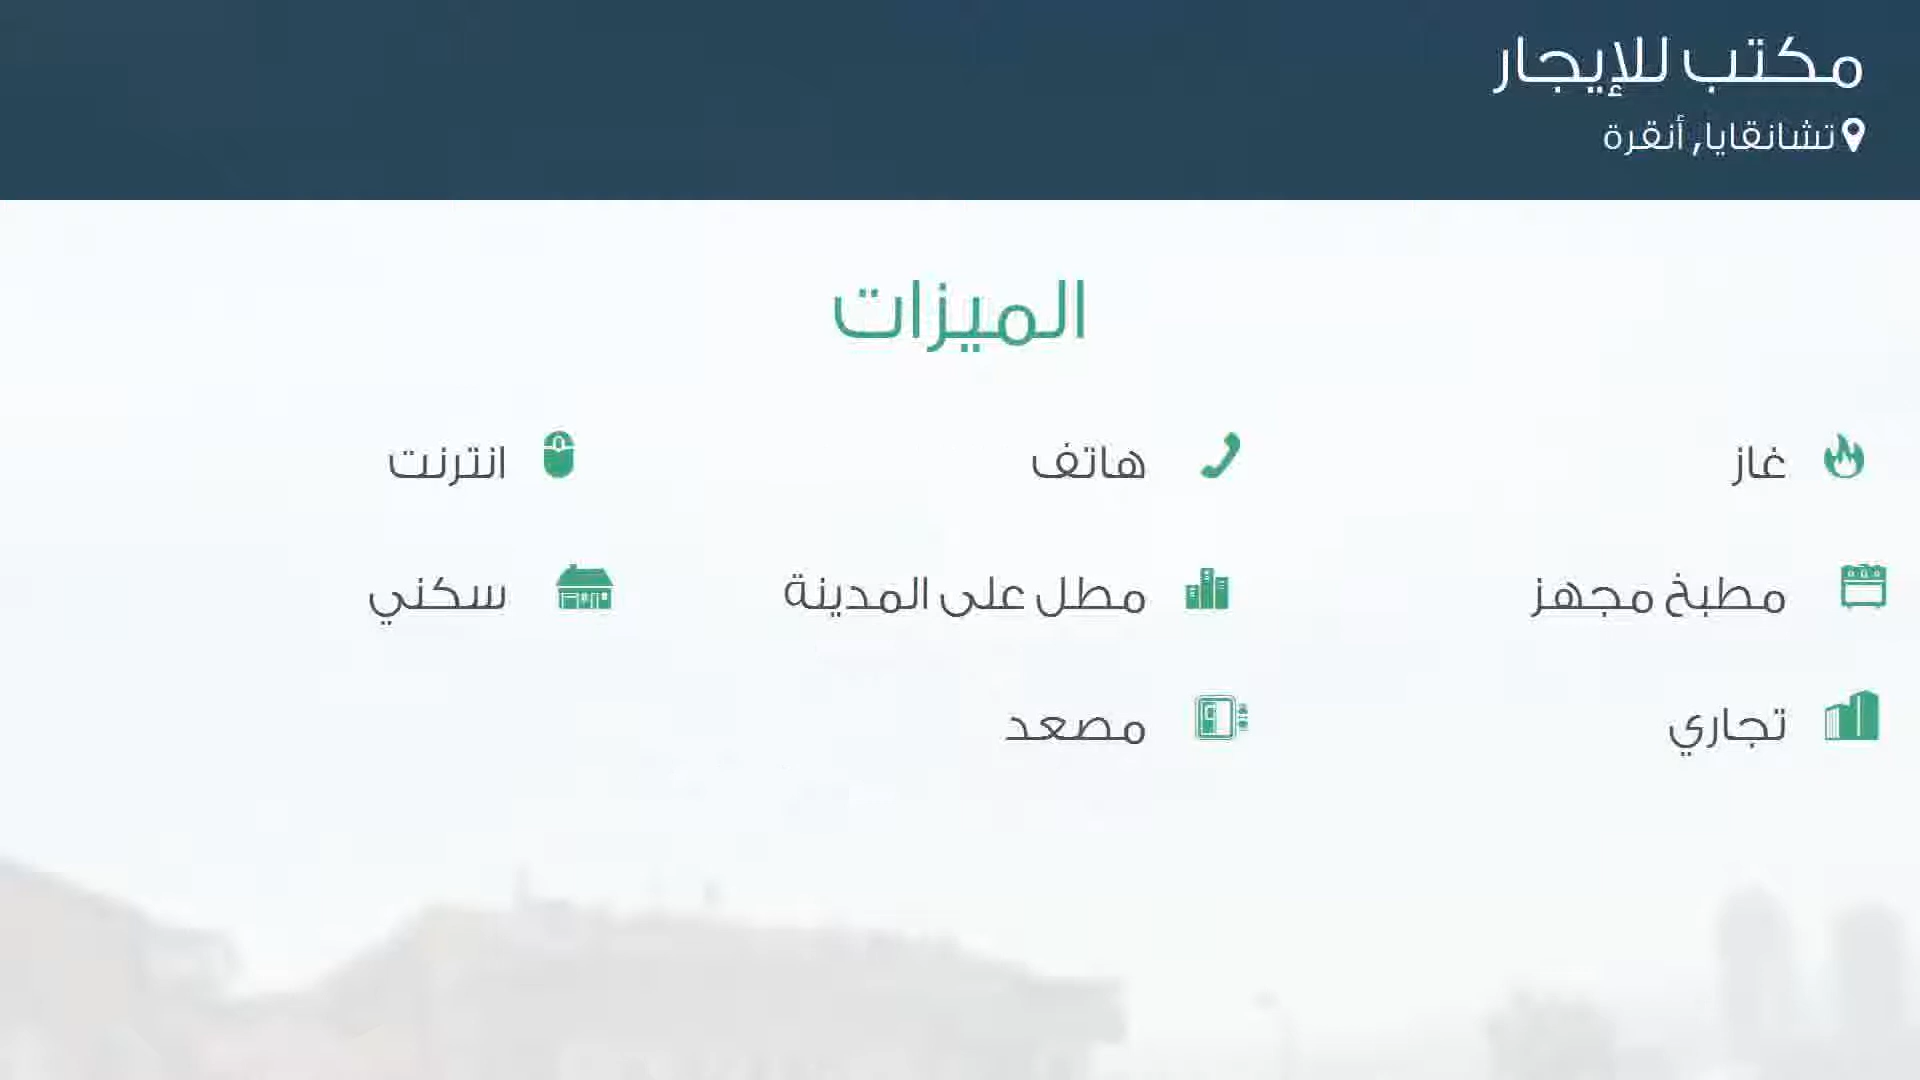 مكتب للإيجار
تشانقايا, أنقرة
الميزات
غاز
هاتف
انترنت
مطبخ مجهز
مطل على المدينة
سكني
تجاري
مصعد